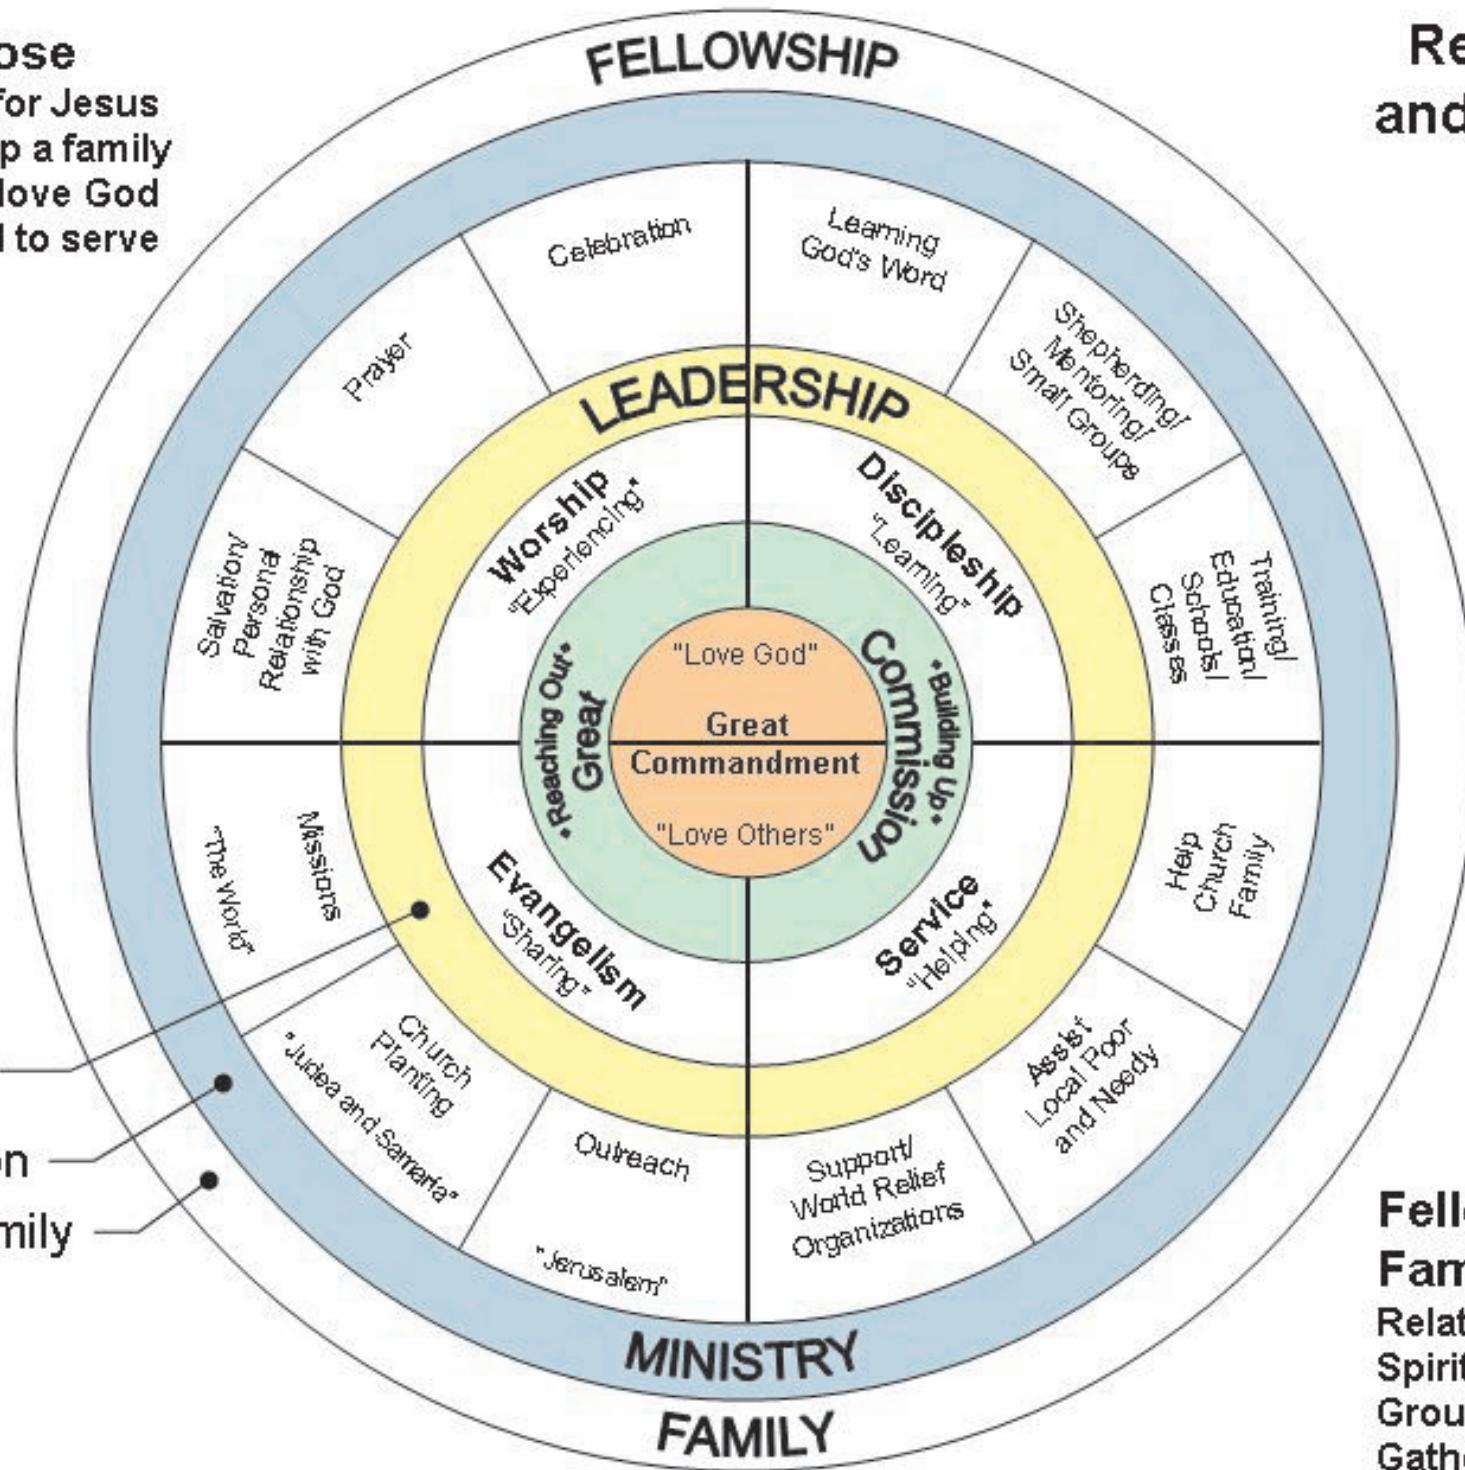 FELLOWSHIP
ose
for Jesus
p a family
love God
to serve
Re
and
Celebration
Learning
God's Word
Prayer
Shepherding/
Mentoring/
Small Groups
LEADERSHIP
Worship
"Experiencing"
Discipleship
"Learning"
Salvation/
Personal
Relationship
with God
Training/
Education/
Schools/
Classes
"Love God"
Great
Commandment
"Love Others"
•Reaching Out•
Great
Commission
•Building Up•
Missions
"The World"
Help
Church
Family
Evangelism
"Sharing"
Service
"Helping"
Church
Planting
"Judea and Samaria"
Assist
Local Poor
and Needy
Outreach
"Jerusalem"
Support/
World Relief
Organizations
on
mily
Fell
Fam
Relat
Spirit
Grou
Gath
MINISTRY
FAMILY